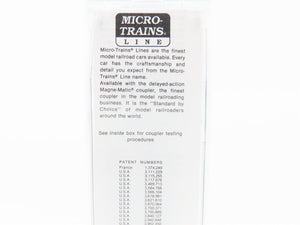 MICRO-
TRAINS®
LINE
Micro-Trains® Lines are the finest
model railroad cars available. Every
car has the craftsmanship and
detail you expect from the Micro-
Trains® Line name.
Available with the delayed-action
Magne-Matic® coupler, the finest
coupler in the model railroading
business. It is the "Standard by
Choice" of model railroaders
around the world.
See inside box for coupler testing
procedures.
PATENT NUMBERS
France
U.S.A.
U.S.A.
U.S.A.
U.S.A.
U.S.A.
U.S.A.
U.S.A.
U.S.A.
U.S.A.
U.S.A.
U.S.A.
U.S.A.
U.S.A.